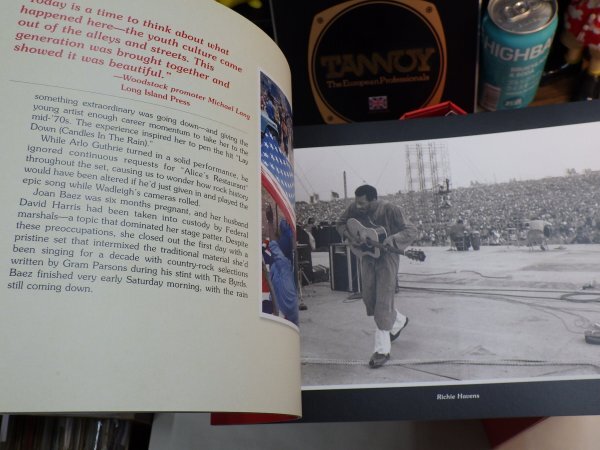 "Today is a time to think about what
happened here—the youth culture came
out of the alleys and streets. This
generation was brought together and
showed it was beautiful."
—Woodstock promoter Michael Lang
Long Island Press
something extraordinary was going down—and giving the
young artist enough career momentum to take her to the
mid-'70s. The experience inspired her to pen the hit "Lay
Down (Candles In The Rain)."
While Arlo Guthrie turned in a solid performance, he
ignored continuous requests for "Alice's Restaurant"
throughout the set, causing us to wonder how rock history
would have been altered if he'd just given in and played the
epic song while Wadleigh's cameras rolled.
Joan Baez was six months pregnant, and her husband
David Harris had been taken into custody by Federal
marshals—a topic that dominated her stage patter. Despite
these preoccupations, she closed out the first day with a
pristine set that intermixed the traditional material she'd
been singing for a decade with country-rock selections
written by Gram Parsons during his stint with The Byrds.
Baez finished very early Saturday morning, with the rain
still coming down.
TANNOY
The European Professionals
HIGHBA
Richie Havens